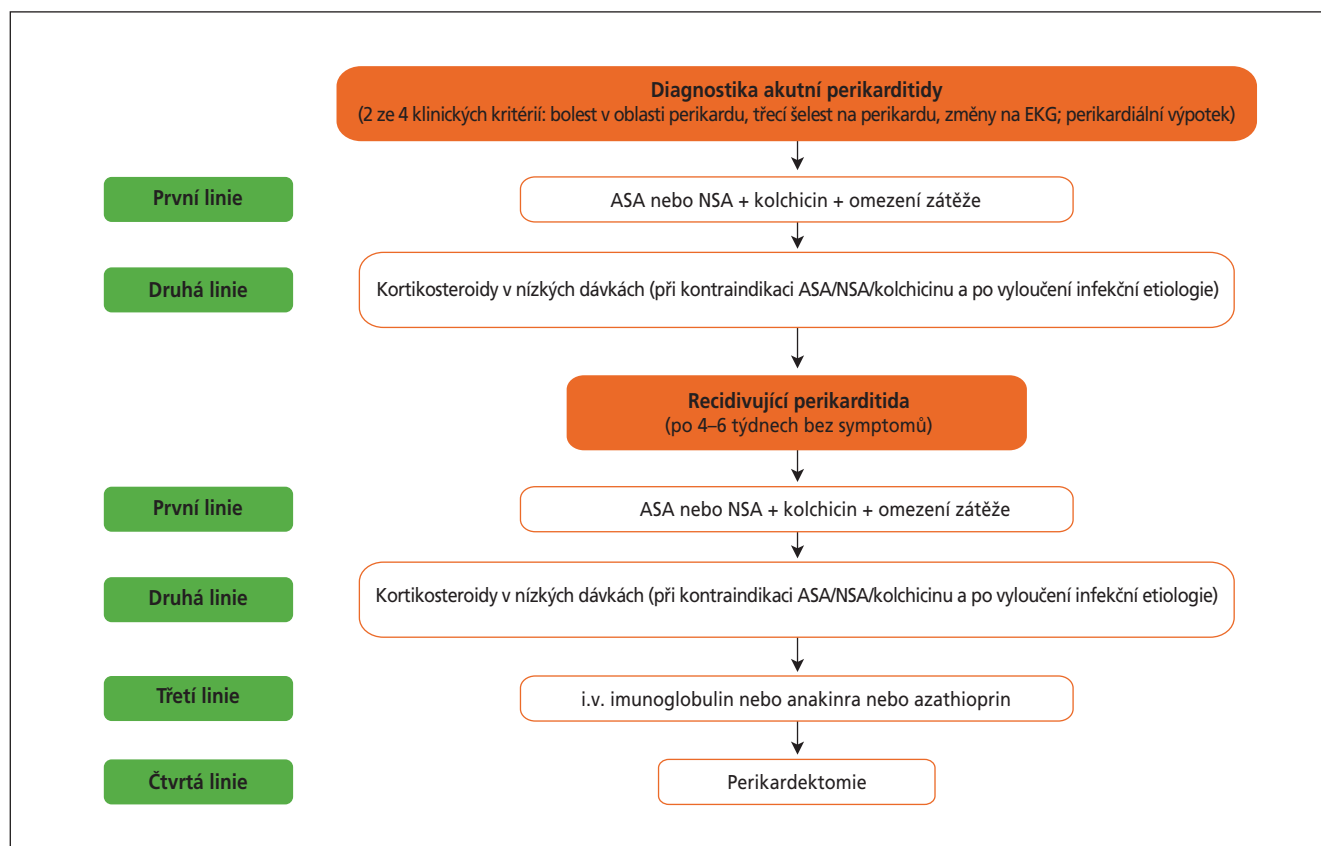 Diagnostika akutní perikarditidy
(2 ze 4 klinických kritérií: bolest v oblasti perikardu, třecí šelest na perikardu, změny na EKG; perikardiální výpotek)
První linie
ASA nebo NSA + kolchicin + omezení zátěže
Druhá linie
Kortikosteroidy v nízkých dávkách (při kontraindikaci ASA/NSA/kolchicinu a po vyloučení infekční etiologie)
Recidivující perikarditida
(po 4–6 týdnech bez symptomů)
První linie
ASA nebo NSA + kolchicin + omezení zátěže
Druhá linie
Kortikosteroidy v nízkých dávkách (při kontraindikaci ASA/NSA/kolchicinu a po vyloučení infekční etiologie)
Třetí linie
i.v. imunoglobulin nebo anakinra nebo azathioprin
Čtvrtá linie
Perikardektomie